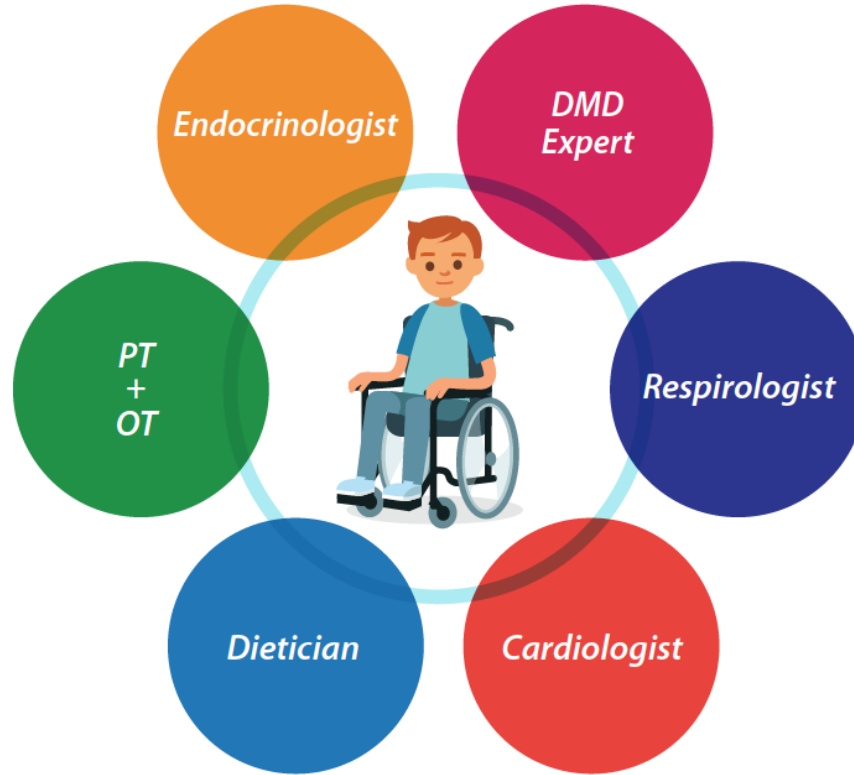 Endocrinologist
DMD
Expert
PT
+
OT
Respirologist
Dietician
Cardiologist